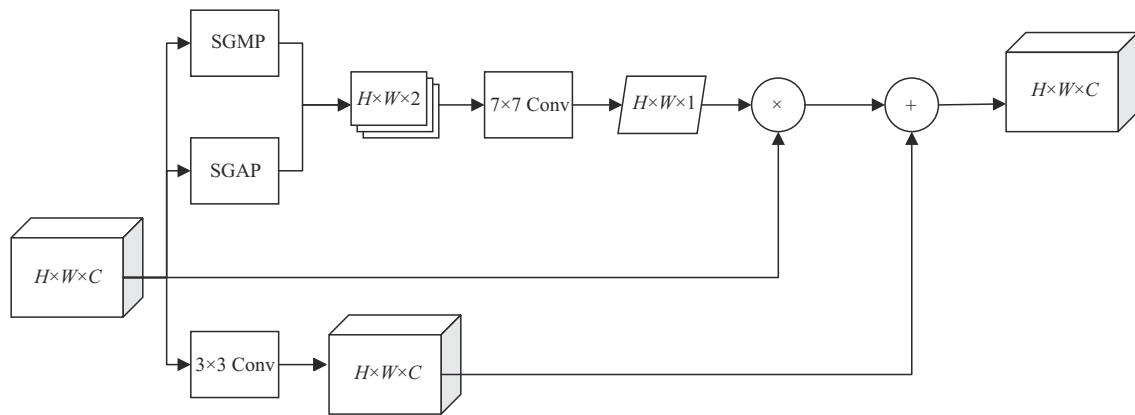 SGMP
H×W×2
7×7 Conv
H×W×1
×
+
H×W×C
SGAP
H×W×C
3×3 Conv
H×W×C